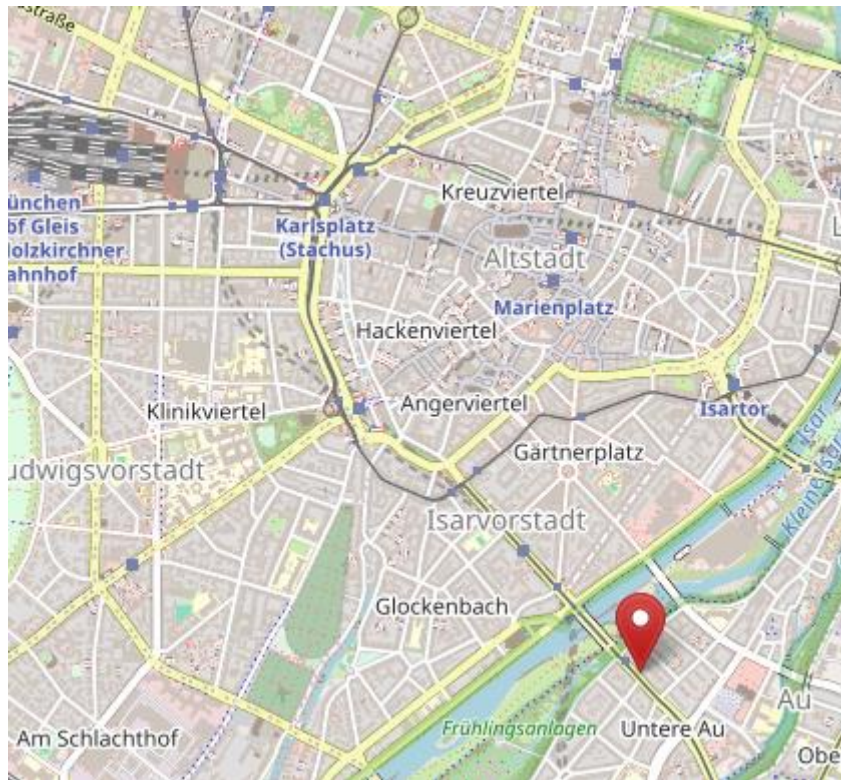 straße
Kreuzviertel
ünchen
bf Gleis
olzkirchner
ahnhof
Karlsplatz
(Stachus)
Altstadt
L
Marienplatz
Hackenviertel
Klinikviertel
Angerviertel
Isartor
Isar
Kleine Isar
udwigsvorstadt
Gärtnerplatz
Isarvorstadt
Glockenbach
Au
Am Schlachthof
Frühlingsanlagen
Untere Au
Obe